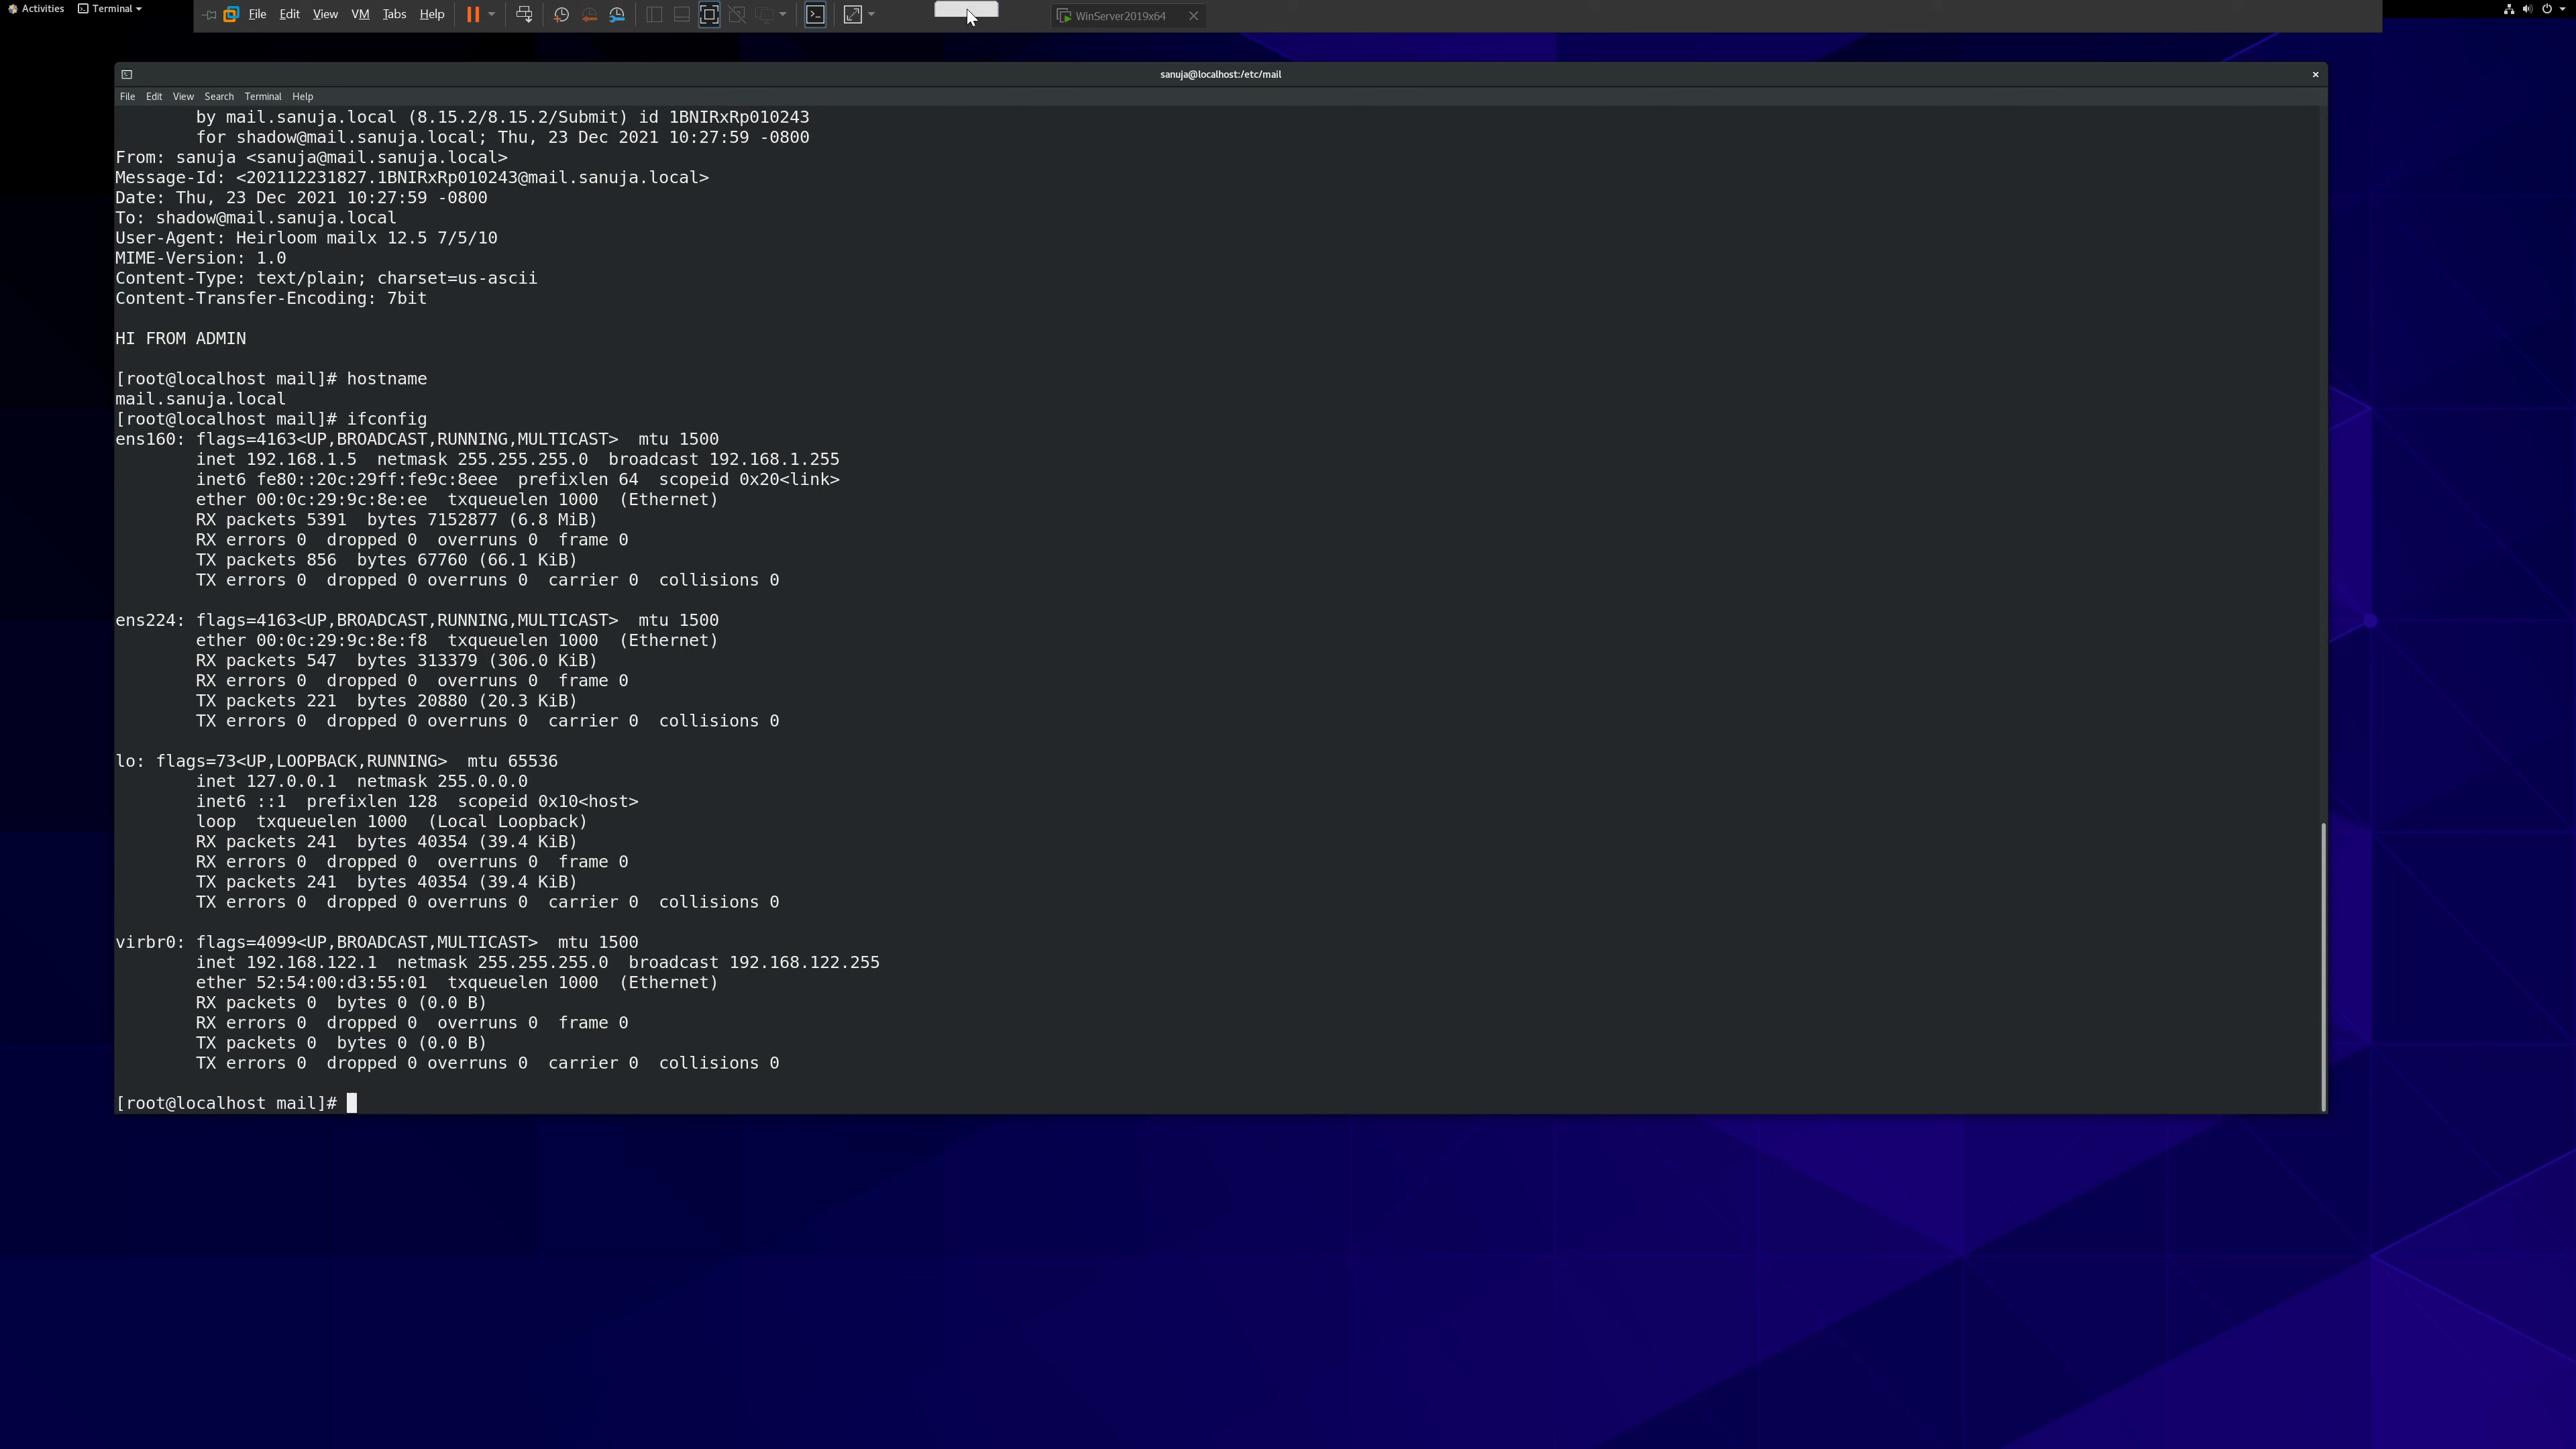 Activities Terminal
File Edit View VM Tabs Help WinServer2019x64
sanuja@localhost:/etc/mail
File Edit View Search Terminal Help
        by mail.sanuja.local (8.15.2/8.15.2/Submit) id 1BNIRxRp010243
        for shadow@mail.sanuja.local; Thu, 23 Dec 2021 10:27:59 -0800
From: sanuja <sanuja@mail.sanuja.local>
Message-Id: <202112231827.1BNIRxRp010243@mail.sanuja.local>
Date: Thu, 23 Dec 2021 10:27:59 -0800
To: shadow@mail.sanuja.local
User-Agent: Heirloom mailx 12.5 7/5/10
MIME-Version: 1.0
Content-Type: text/plain; charset=us-ascii
Content-Transfer-Encoding: 7bit

HI FROM ADMIN

[root@localhost mail]# hostname
mail.sanuja.local
[root@localhost mail]# ifconfig
ens160: flags=4163<UP,BROADCAST,RUNNING,MULTICAST>  mtu 1500
        inet 192.168.1.5  netmask 255.255.255.0  broadcast 192.168.1.255
        inet6 fe80::20c:29ff:fe9c:8eee  prefixlen 64  scopeid 0x20<link>
        ether 00:0c:29:9c:8e:ee  txqueuelen 1000  (Ethernet)
        RX packets 5391  bytes 7152877 (6.8 MiB)
        RX errors 0  dropped 0  overruns 0  frame 0
        TX packets 856  bytes 67760 (66.1 KiB)
        TX errors 0  dropped 0 overruns 0  carrier 0  collisions 0

ens224: flags=4163<UP,BROADCAST,RUNNING,MULTICAST>  mtu 1500
        ether 00:0c:29:9c:8e:f8  txqueuelen 1000  (Ethernet)
        RX packets 547  bytes 313379 (306.0 KiB)
        RX errors 0  dropped 0  overruns 0  frame 0
        TX packets 221  bytes 20880 (20.3 KiB)
        TX errors 0  dropped 0 overruns 0  carrier 0  collisions 0

lo: flags=73<UP,LOOPBACK,RUNNING>  mtu 65536
        inet 127.0.0.1  netmask 255.0.0.0
        inet6 ::1  prefixlen 128  scopeid 0x10<host>
        loop  txqueuelen 1000  (Local Loopback)
        RX packets 241  bytes 40354 (39.4 KiB)
        RX errors 0  dropped 0  overruns 0  frame 0
        TX packets 241  bytes 40354 (39.4 KiB)
        TX errors 0  dropped 0 overruns 0  carrier 0  collisions 0

virbr0: flags=4099<UP,BROADCAST,MULTICAST>  mtu 1500
        inet 192.168.122.1  netmask 255.255.255.0  broadcast 192.168.122.255
        ether 52:54:00:d3:55:01  txqueuelen 1000  (Ethernet)
        RX packets 0  bytes 0 (0.0 B)
        RX errors 0  dropped 0  overruns 0  frame 0
        TX packets 0  bytes 0 (0.0 B)
        TX errors 0  dropped 0 overruns 0  carrier 0  collisions 0

[root@localhost mail]#